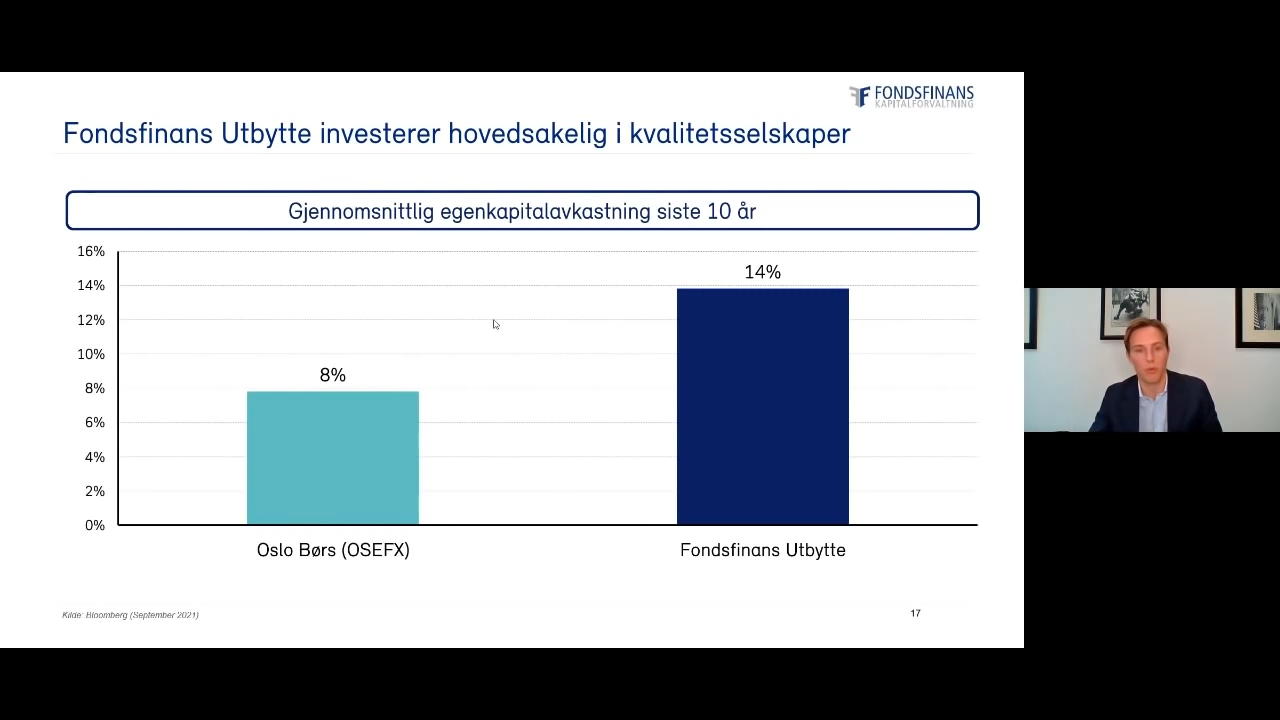 FONDSFINANS
KAPITALFORVALTNING
Fondsfinans Utbytte investerer hovedsakelig i kvalitetsselskaper
Gjennomsnittlig egenkapitalavkastning siste 10 år
16%
14%
12%
10%
8%
6%
4%
2%
0%
8%
14%
Oslo Børs (OSEFX)
Fondsfinans Utbytte
Kilde: Bloomberg (September 2021)
17